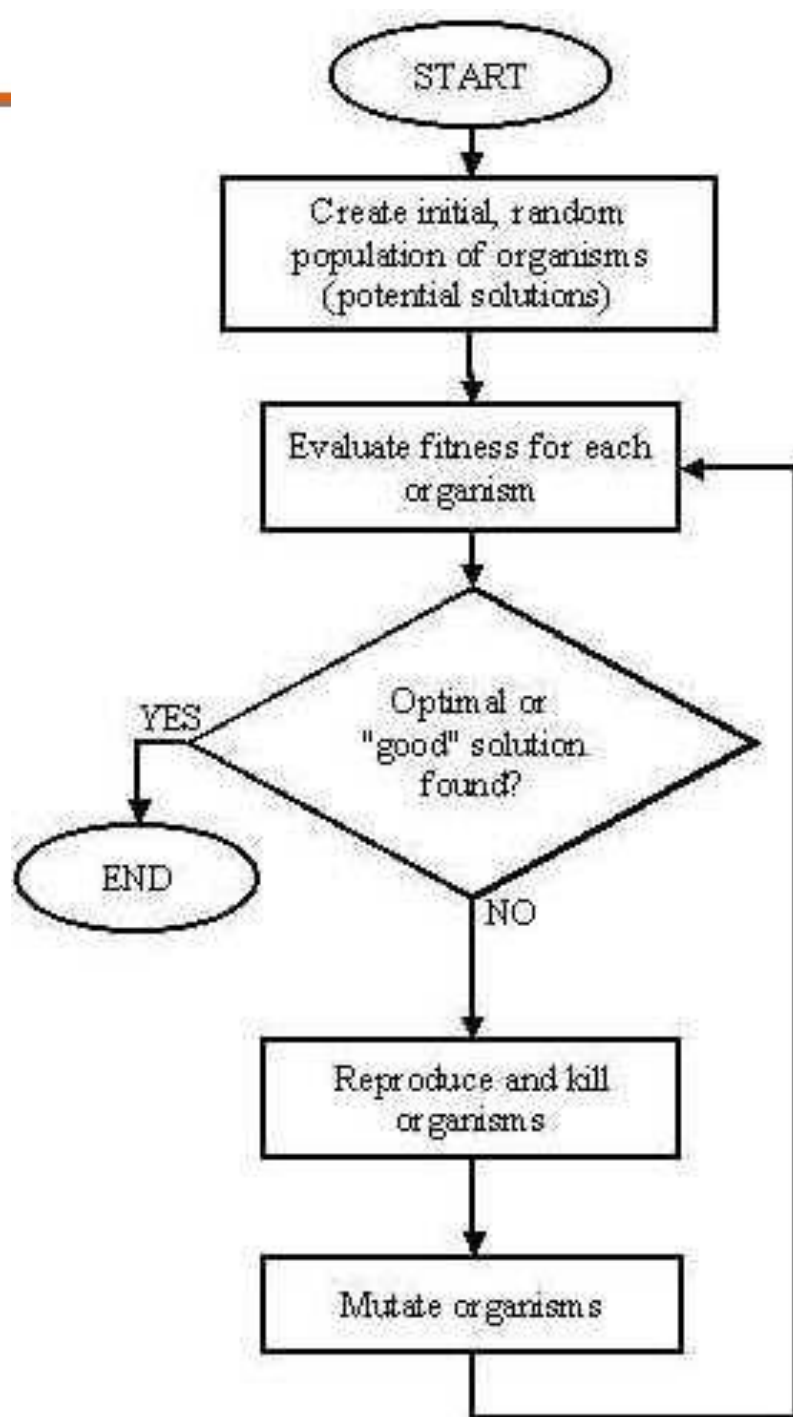 START
Create initial, random
population of organisms
(potential solutions)
Evaluate fitness for each
organism
Optimal or
"good" solution
found?
YES
END
NO
Reproduce and kill
organisms
Mutate organisms